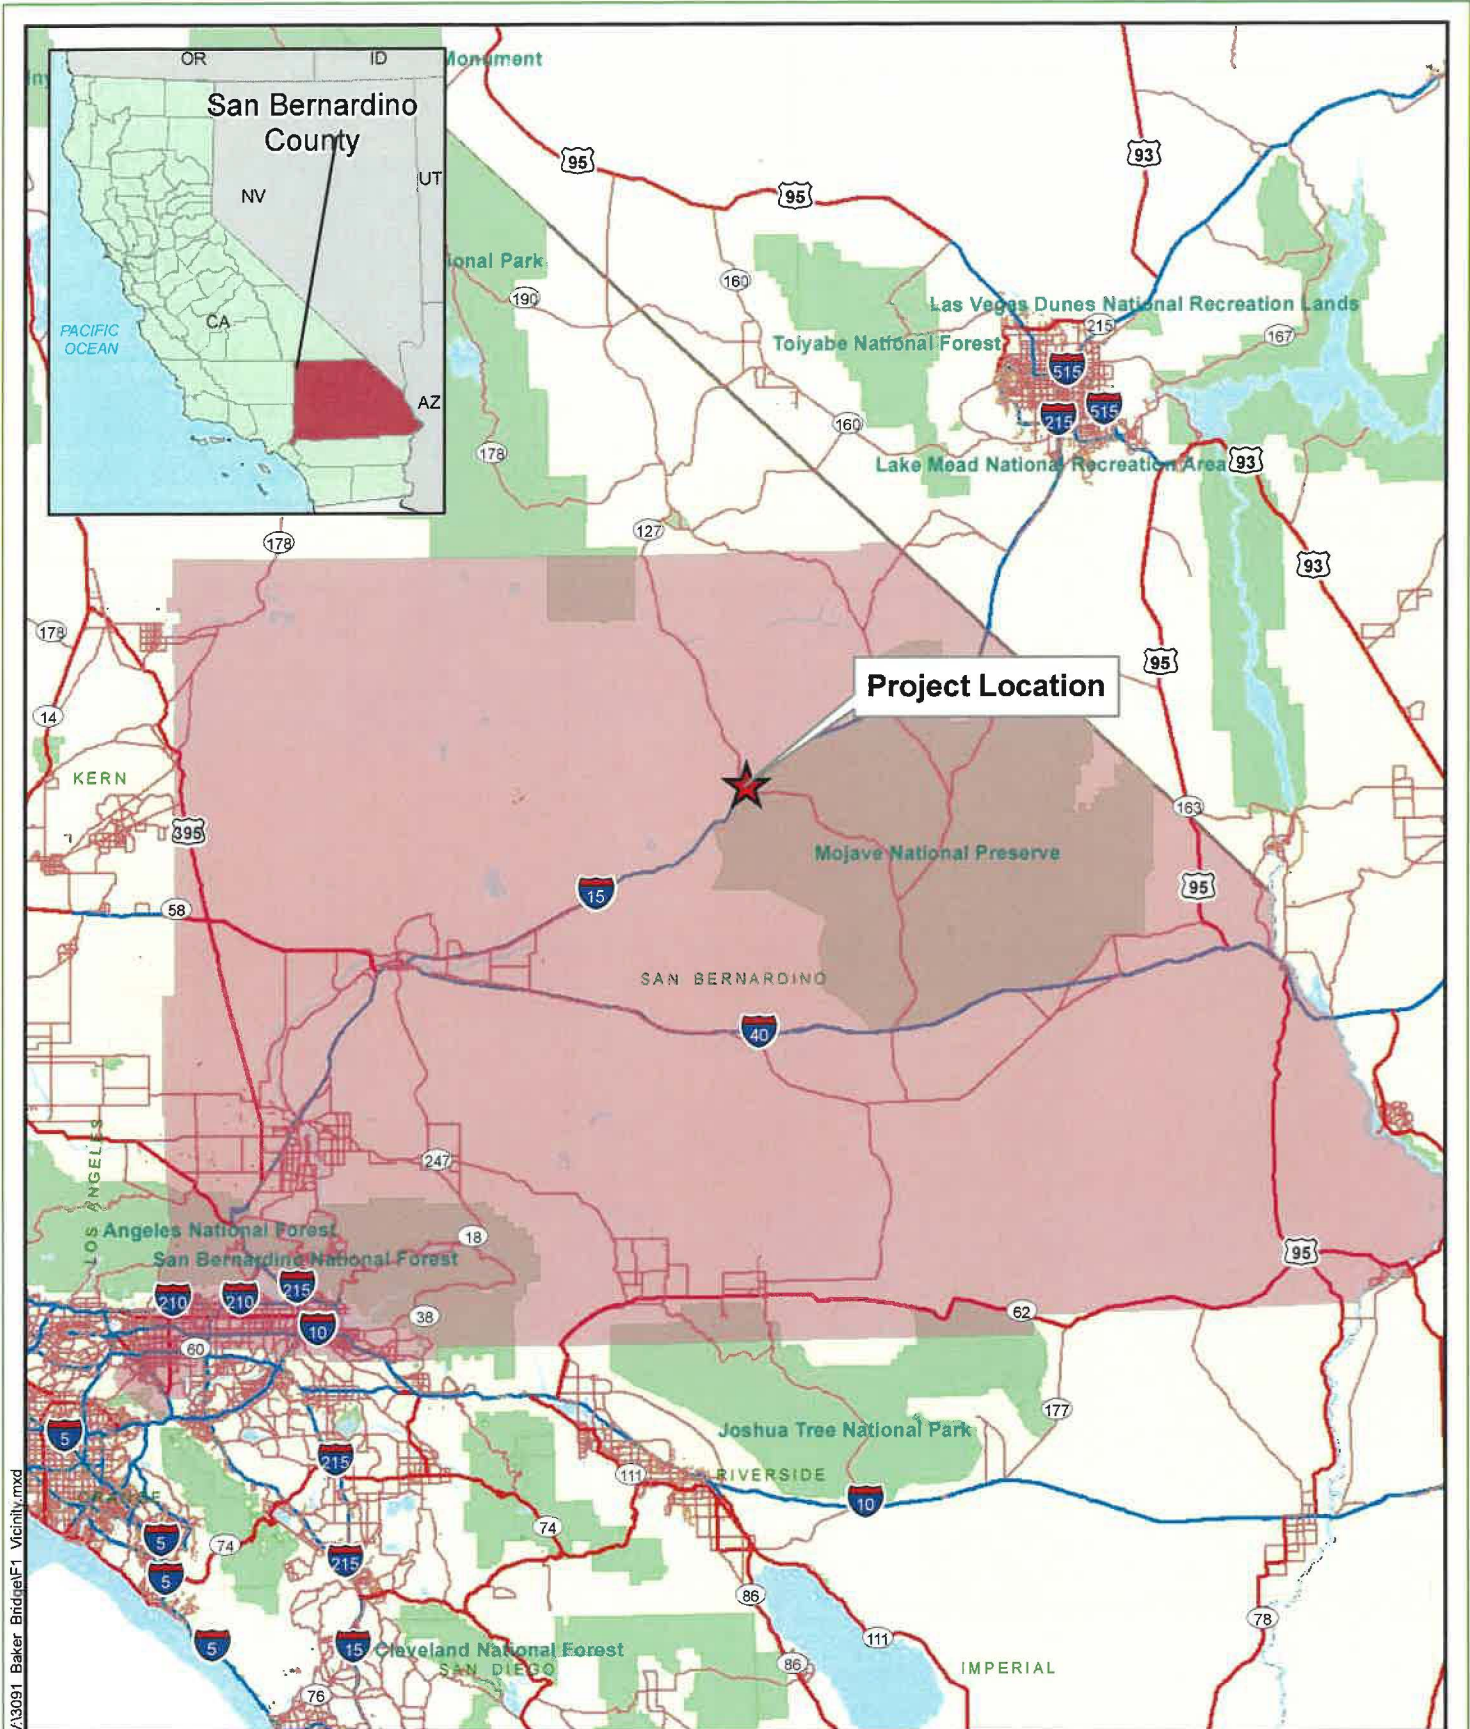 OR
ID
San Bernardino
County
NV
UT
CA
PACIFIC
OCEAN
AZ
Monument
95
95
93
ional Park
190
160
Las Vegas Dunes National Recreation Lands
215
167
Toiyabe National Forest
515
215
515
160
178
Lake Mead National Recreation Area
93
127
178
93
178
95
Project Location
14
KERN
163
395
Mojave National Preserve
15
95
58
SAN BERNARDINO
40
LOS ANGELES
247
Angeles National Forest
18
San Bernardino National Forest
95
210
210
215
38
62
10
60
177
5
Joshua Tree National Park
215
111
RIVERSIDE
10
ORANGE
5
74
74
215
5
86
78
5
15
Cleveland National Forest
SAN DIEGO
111
86
IMPERIAL
76
3091 Baker Bridge\F1 Vicinity.mxd